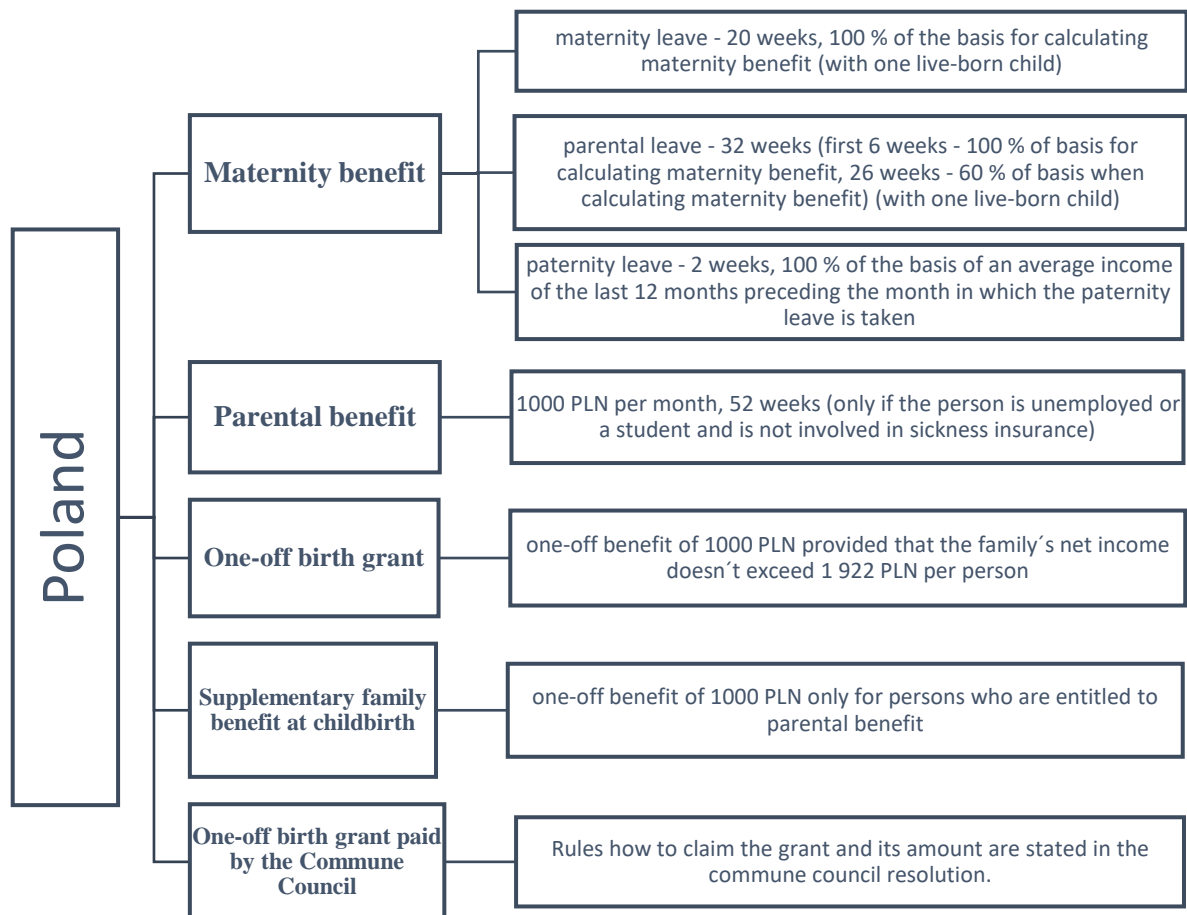 Poland
Maternity benefit
maternity leave - 20 weeks, 100 % of the basis for calculating
maternity benefit (with one live-born child)
parental leave - 32 weeks (first 6 weeks - 100 % of basis for
calculating maternity benefit, 26 weeks - 60 % of basis when
calculating maternity benefit) (with one live-born child)
paternity leave - 2 weeks, 100 % of the basis of an average income
of the last 12 months preceding the month in which the paternity
leave is taken
Parental benefit
1000 PLN per month, 52 weeks (only if the person is unemployed or
a student and is not involved in sickness insurance)
One-off birth grant
one-off benefit of 1000 PLN provided that the family´s net income
doesn´t exceed 1 922 PLN per person
Supplementary family
benefit at childbirth
one-off benefit of 1000 PLN only for persons who are entitled to
parental benefit
One-off birth grant paid
by the Commune
Council
Rules how to claim the grant and its amount are stated in the
commune council resolution.